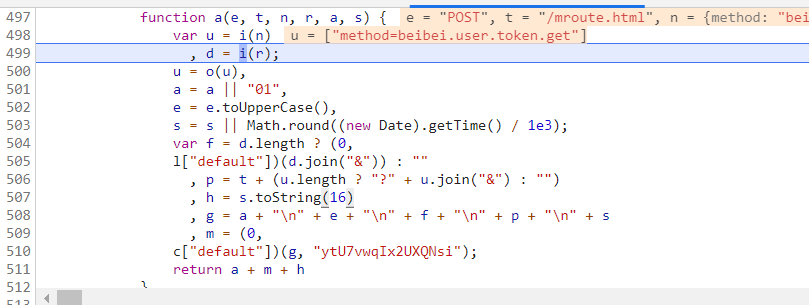 497 function a(e, t, n, r, a, s) { e = "POST", t = "/mroute.html", n = {method: "bei
498 var u = i(n) u = ["method=beibei.user.token.get"]
499 , d = i(r);
500 u = o(u),
501 a = a || "01",
502 e = e.toUpperCase(),
503 s = s || Math.round((new Date).getTime() / 1e3);
504 var f = d.length ? (0,
505 l["default"])(d.join("&")) : ""
506 , p = t + (u.length ? "?" + u.join("&") : "")
507 , h = s.toString(16)
508 , g = a + "\n" + e + "\n" + f + "\n" + p + "\n" + s
509 , m = (0,
510 c["default"])(g, "ytU7vwqIx2UXQNsi");
511 return a + m + h
512 }